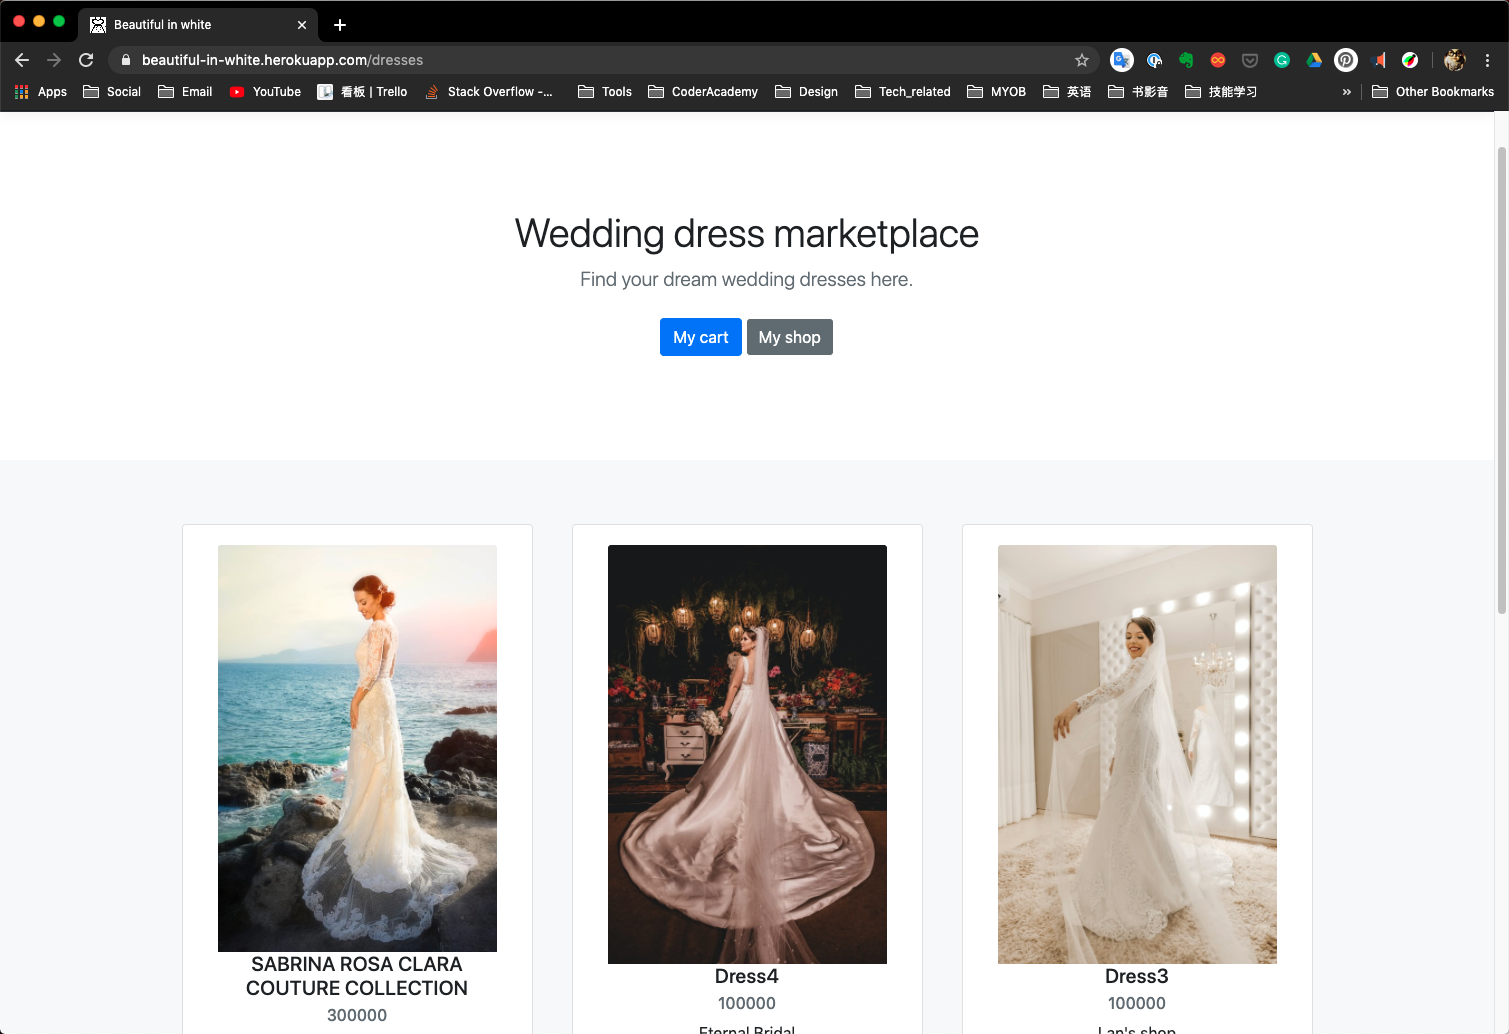 Beautiful in white
beautiful-in-white.herokuapp.com/dresses
Apps Social Email YouTube 看板 | Trello Stack Overflow -... Tools CoderAcademy Design Tech_related MYOB 英语 书影音 技能学习 » Other Bookmarks
Wedding dress marketplace
Find your dream wedding dresses here.
My cart My shop
SABRINA ROSA CLARA
COUTURE COLLECTION
300000
Dress4
100000
Eternal Bridal
Dress3
100000
Lan's shop